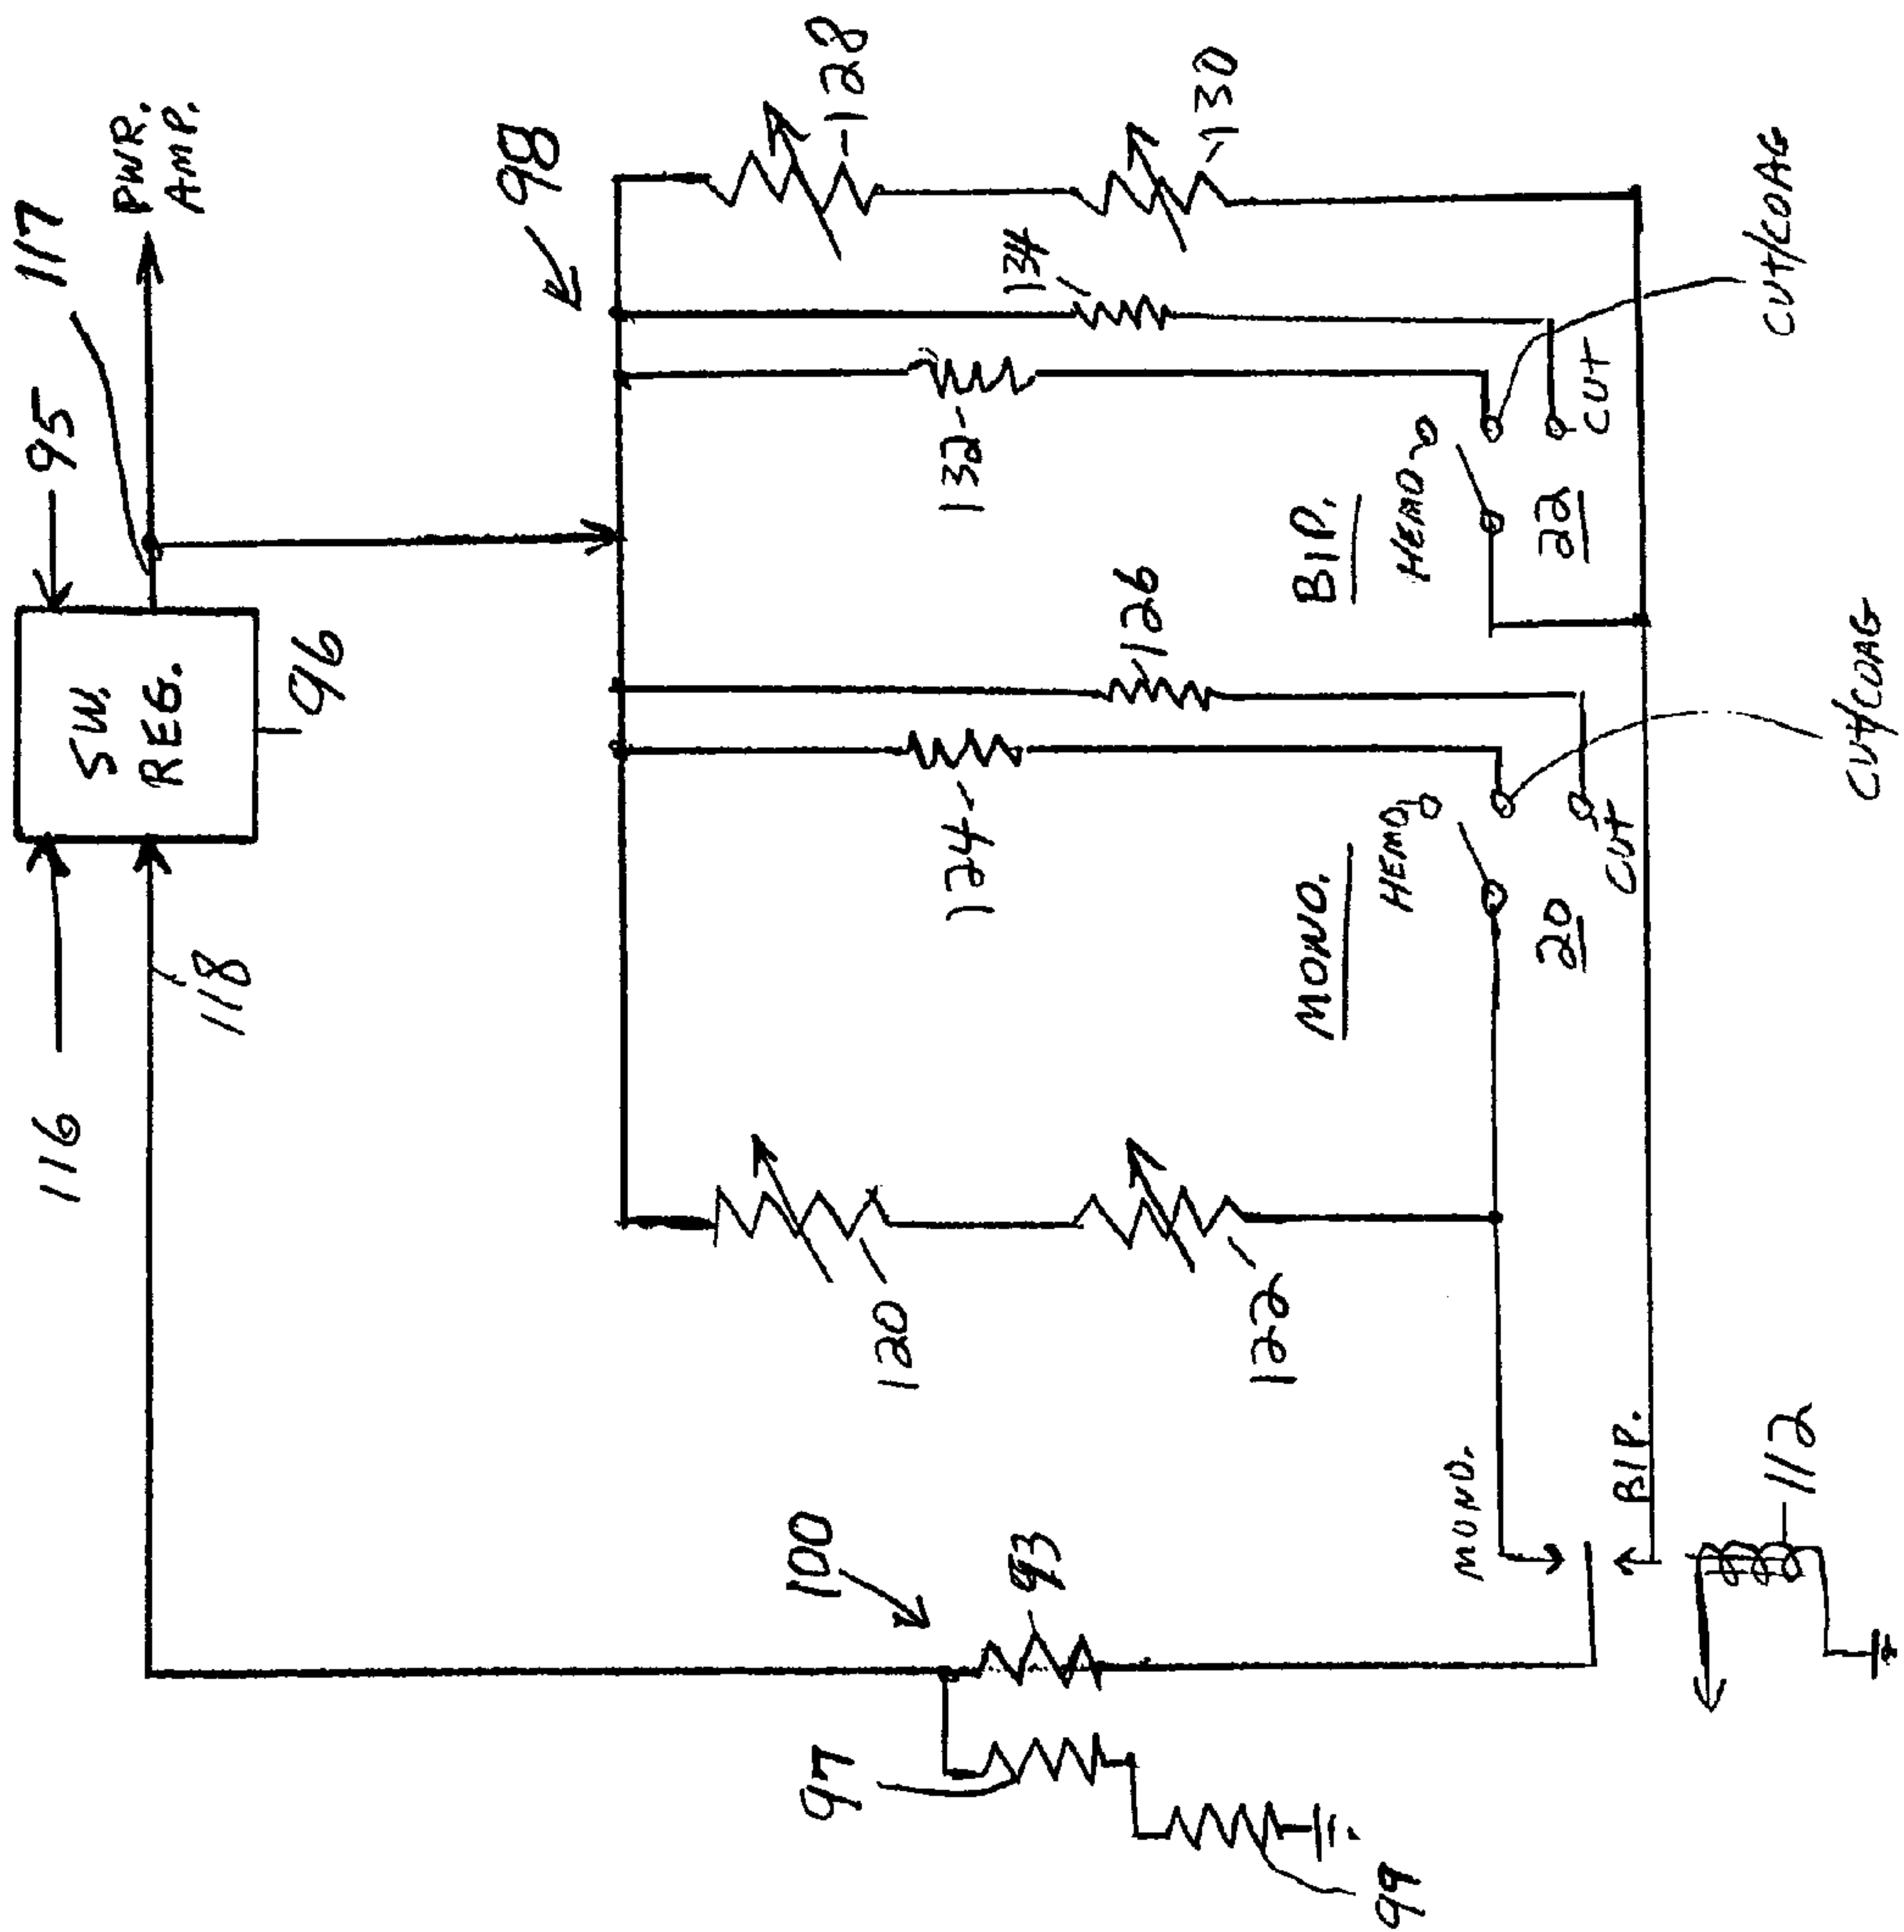 117
PWR.
AMP.
95
SW.
REG.
96
116
118
98
128
130
134
132
126
124
120
122
BIP.
HEMO
22
CUT
CUT/COAG
MONO.
HEMO
20
CUT
CUT/COAG
100
93
97
99
MONO.
BIP.
112